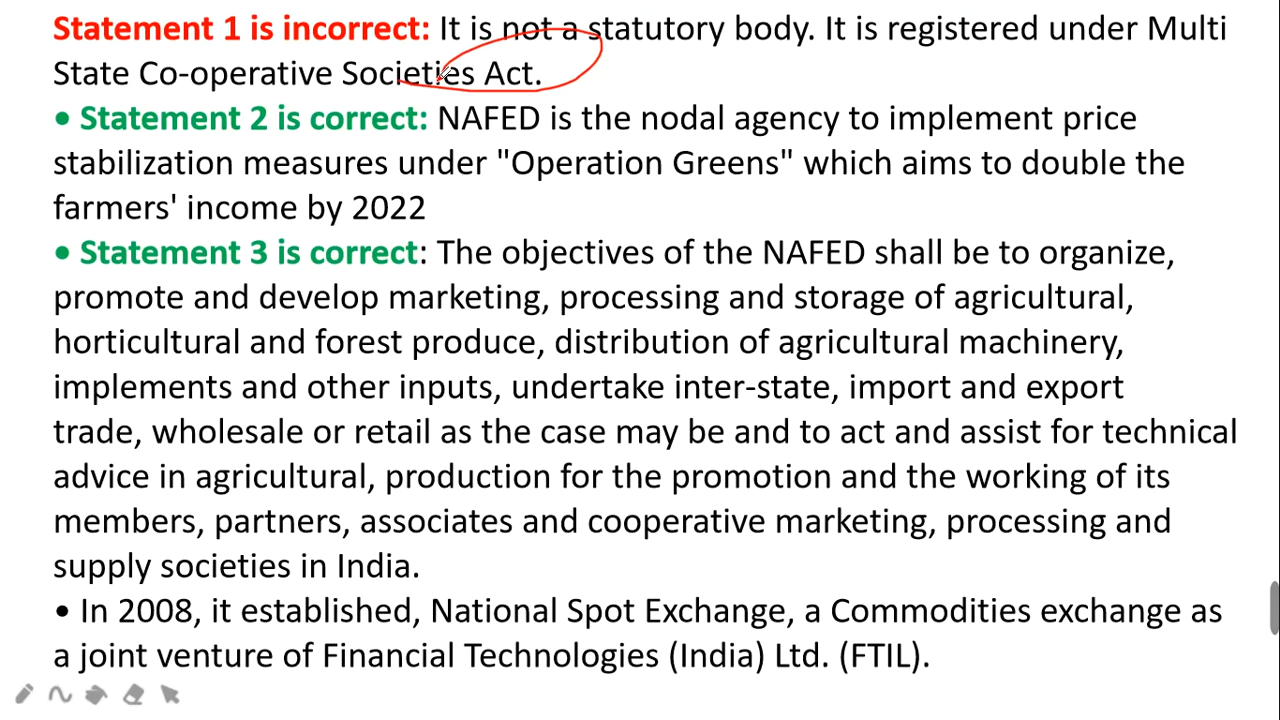 Statement 1 is incorrect: It is not a statutory body. It is registered under Multi
State Co-operative Societies Act.
• Statement 2 is correct: NAFED is the nodal agency to implement price
stabilization measures under "Operation Greens" which aims to double the
farmers' income by 2022
• Statement 3 is correct: The objectives of the NAFED shall be to organize,
promote and develop marketing, processing and storage of agricultural,
horticultural and forest produce, distribution of agricultural machinery,
implements and other inputs, undertake inter-state, import and export
trade, wholesale or retail as the case may be and to act and assist for technical
advice in agricultural, production for the promotion and the working of its
members, partners, associates and cooperative marketing, processing and
supply societies in India.
• In 2008, it established, National Spot Exchange, a Commodities exchange as
a joint venture of Financial Technologies (India) Ltd. (FTIL).